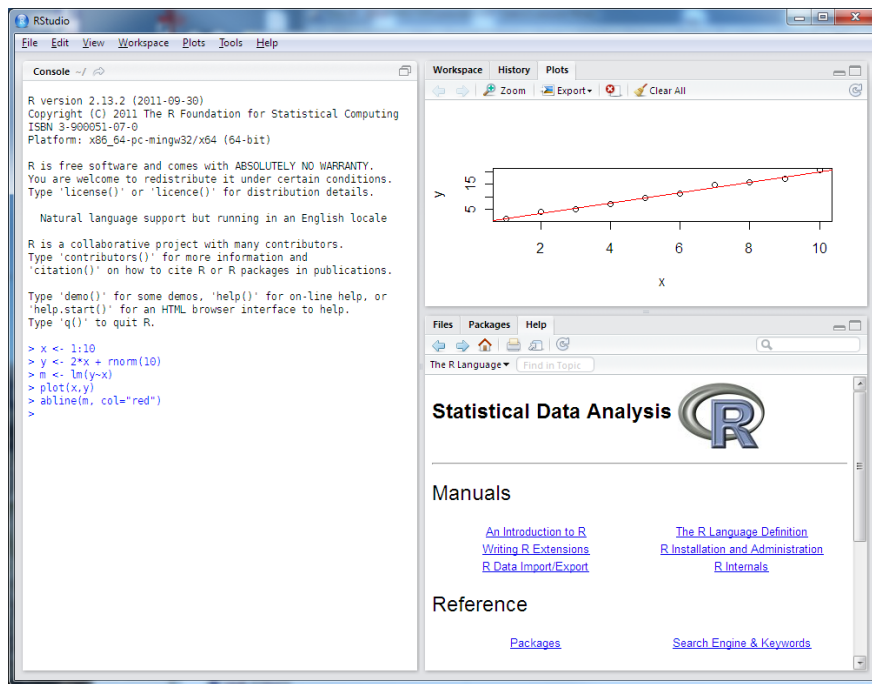 RStudio
File Edit View Workspace Plots Tools Help
Console ~/
R version 2.13.2 (2011-09-30)
Copyright (C) 2011 The R Foundation for Statistical Computing
ISBN 3-900051-07-0
Platform: x86_64-pc-mingw32/x64 (64-bit)
R is free software and comes with ABSOLUTELY NO WARRANTY.
You are welcome to redistribute it under certain conditions.
Type 'license()' or 'licence()' for distribution details.
Natural language support but running in an English locale
R is a collaborative project with many contributors.
Type 'contributors()' for more information and
'citation()' on how to cite R or R packages in publications.
Type 'demo()' for some demos, 'help()' for on-line help, or
'help.start()' for an HTML browser interface to help.
Type 'q()' to quit R.
> x <- 1:10
> y <- 2*x + rnorm(10)
> m <- lm(y~x)
> plot(x,y)
> abline(m, col="red")
>
Workspace History Plots
Zoom Export Clear All
y
15
5
2 4 6 8 10
x
Files Packages Help
The R Language Find in Topic
Statistical Data Analysis R
Manuals
An Introduction to R The R Language Definition
Writing R Extensions R Installation and Administration
R Data Import/Export R Internals
Reference
Packages Search Engine & Keywords